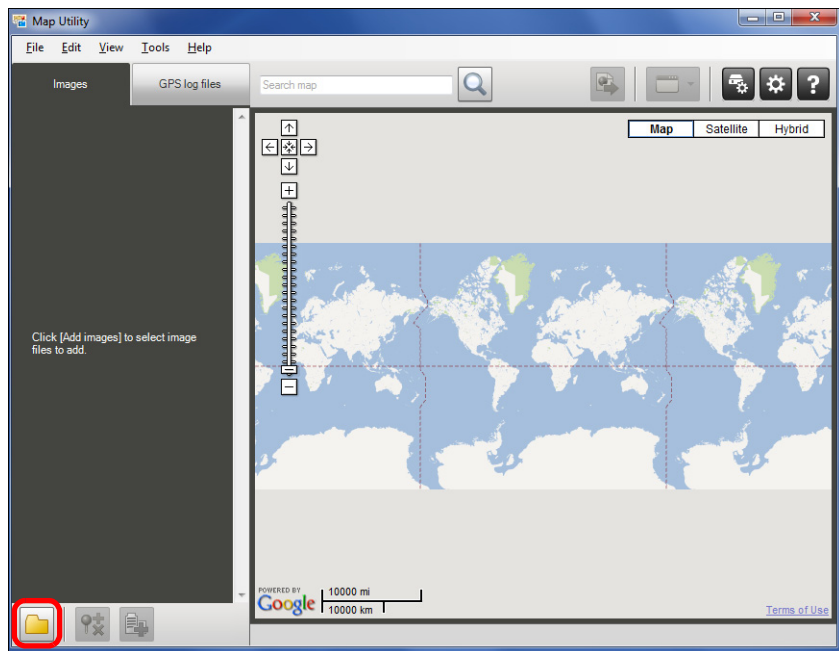 Map Utility
File Edit View Tools Help
Images GPS log files Search map ?
Map Satellite Hybrid
Click [Add images] to select image
files to add.
POWERED BY
Google
10000 mi
10000 km
Terms of Use